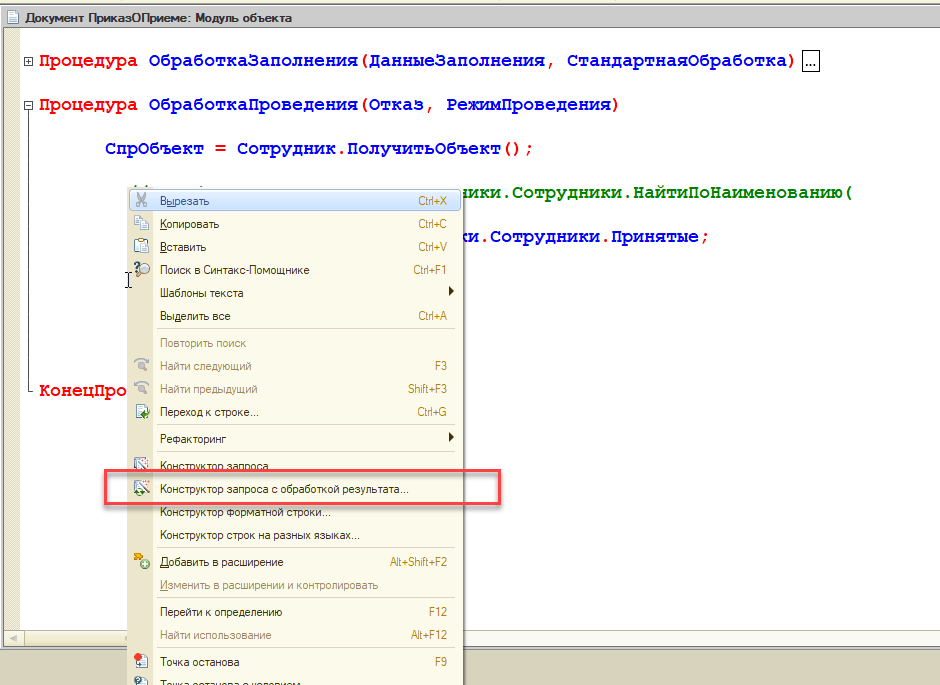 Документ ПриказОПриеме: Модуль объекта
Процедура ОбработкаЗаполнения(ДанныеЗаполнения, СтандартнаяОбработка) ...
Процедура ОбработкаПроведения(Отказ, РежимПроведения)
СпрОбъект = Сотрудник.ПолучитьОбъект();
ники.Сотрудники.НайтиПоНаименованию(
ки.Сотрудники.Принятые;
КонецПро
Вырезать Ctrl+X
Копировать Ctrl+C
Вставить Ctrl+V
Поиск в Синтакс-Помощнике Ctrl+F1
Шаблоны текста
Выделить все Ctrl+A
Повторить поиск
Найти следующий F3
Найти предыдущий Shift+F3
Переход к строке... Ctrl+G
Рефакторинг
Конструктор запроса
Конструктор запроса с обработкой результата...
Конструктор форматной строки...
Конструктор строк на разных языках...
Добавить в расширение Alt+Shift+F2
Изменить в расширении и контролировать
Перейти к определению F12
Найти использование Alt+F12
Точка останова F9
Точка останова с условием